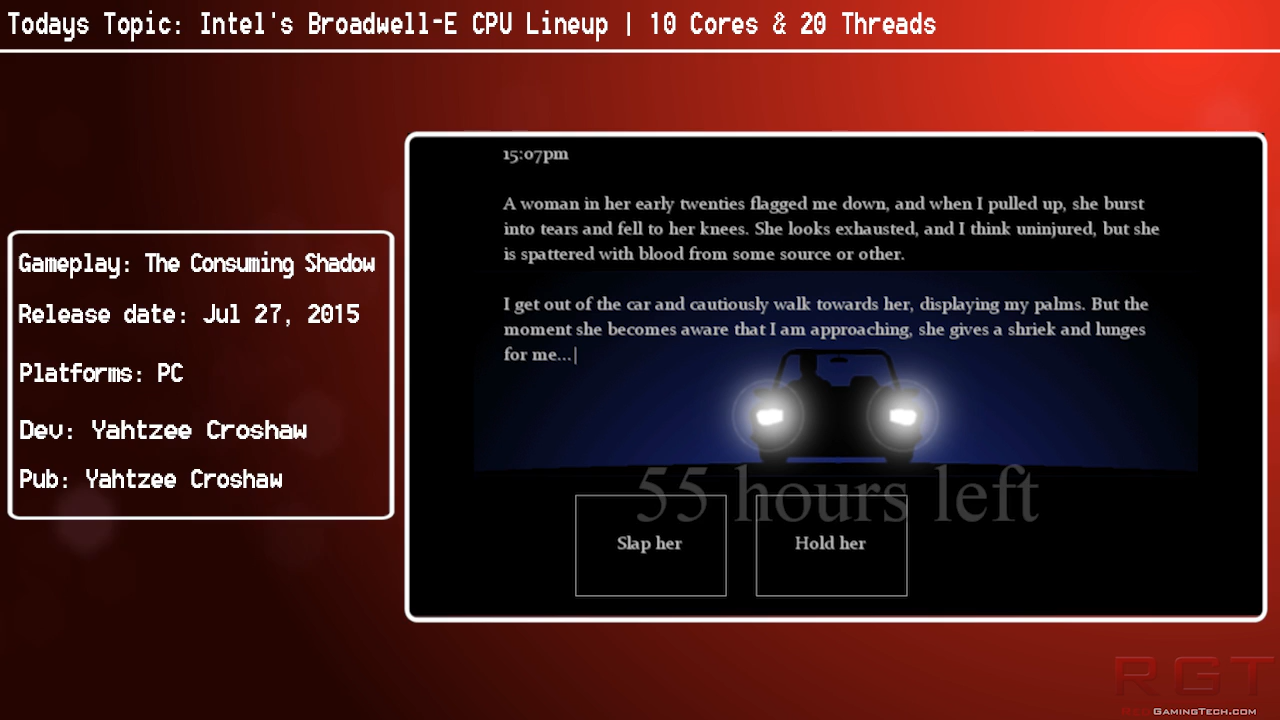 Todays Topic: Intel's Broadwell-E CPU Lineup | 10 Cores & 20 Threads
Gameplay: The Consuming Shadow
Release date: Jul 27, 2015
Platforms: PC
Dev: Yahtzee Croshaw
Pub: Yahtzee Croshaw
15:07pm
A woman in her early twenties flagged me down, and when I pulled up, she burst
into tears and fell to her knees. She looks exhausted, and I think uninjured, but she
is spattered with blood from some source or other.
I get out of the car and cautiously walk towards her, displaying my palms. But the
moment she becomes aware that I am approaching, she gives a shriek and lunges
for me...|
55 hours left
Slap her
Hold her
RGT
RedGamingTech.com